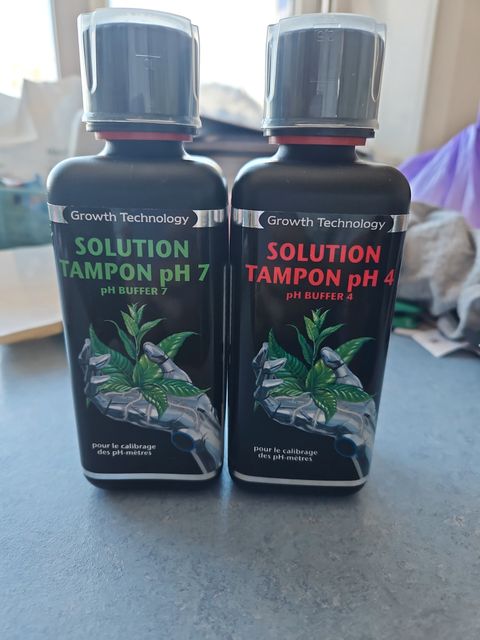 Growth Technology
SOLUTION
TAMPON pH 7
pH BUFFER 7
pour le calibrage
des pH-mètres
Growth Technology
SOLUTION
TAMPON pH 4
pH BUFFER 4
pour le calibrage
des pH-mètres